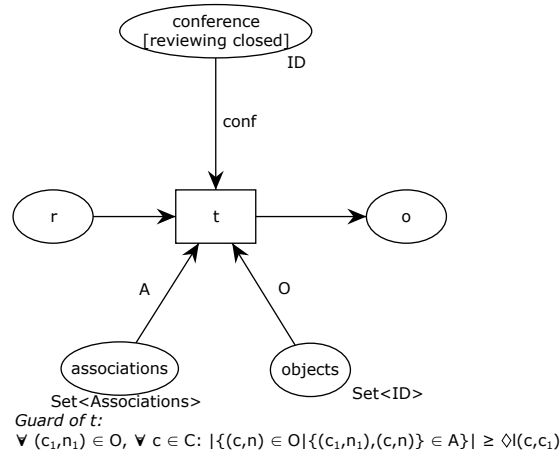 conference
[reviewing closed]
ID
conf
r
t
o
A
O
associations
objects
Set<Associations>
Set<ID>
Guard of t:
∀ (c₁,n₁) ∈ O, ∀ c ∈ C: |{(c,n) ∈ O|{(c₁,n₁),(c,n)} ∈ A}| ≥ ◊l(c,c₁)